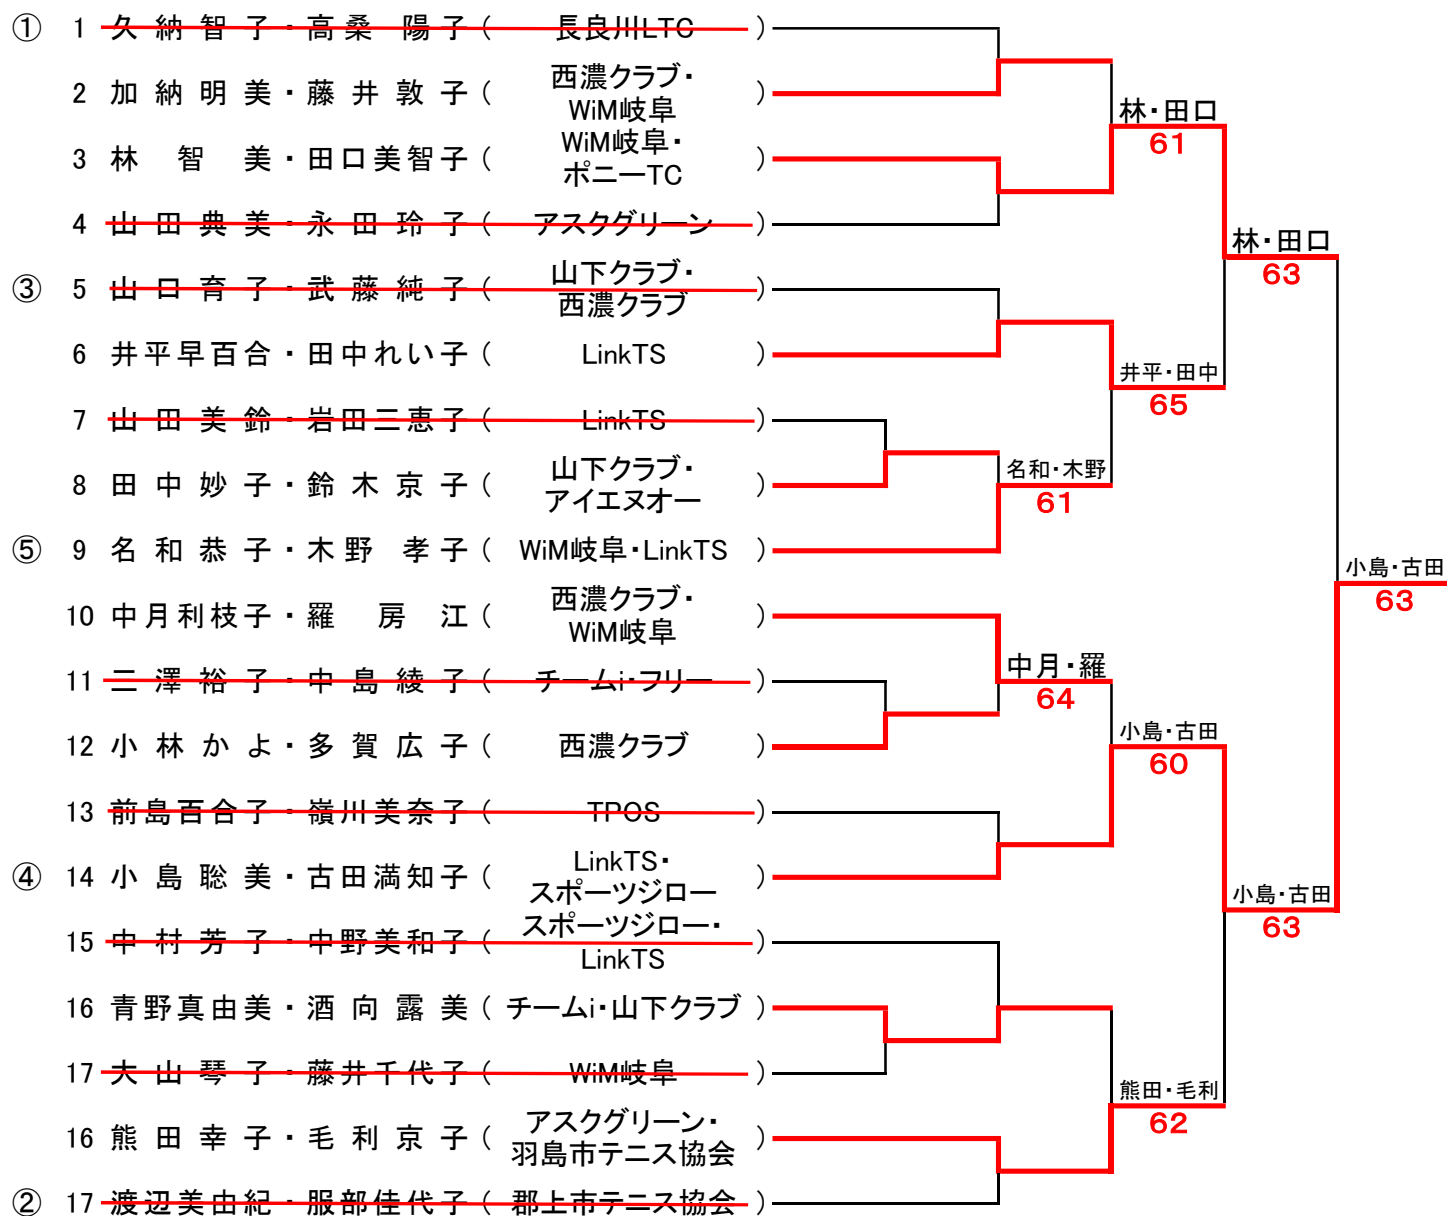 ① 1 久納智子・高桑 陽子 ( 長良川LTC )
2 加納明美・藤井敦子 ( 西濃クラブ・
WiM岐阜 )
林・田口
61
3 林 智 美・田口美智子 ( WiM岐阜・
ポニーTC )
4 山田典美・永田玲子 ( アスクグリーン )
林・田口
63
③ 5 山口育子・武藤純子 ( 山下クラブ・
西濃クラブ )
6 井平早百合・田中れい子 ( LinkTS )
井平・田中
65
7 山田美鈴・岩田三恵子 ( LinkTS )
8 田中妙子・鈴木京子 ( 山下クラブ・
アイエヌオー )
名和・木野
61
⑤ 9 名和恭子・木野 孝子 ( WiM岐阜・LinkTS )
小島・古田
63
10 中月利枝子・羅 房 江 ( 西濃クラブ・
WiM岐阜 )
11 三澤裕子・中島綾子 ( チームi・フリー )
中月・羅
64
12 小林かよ・多賀広子 ( 西濃クラブ )
小島・古田
60
13 前島百合子・嶺川美奈子 ( TPOS )
④ 14 小島聡美・古田満知子 ( LinkTS・
スポーツジロー )
小島・古田
63
15 中村芳子・中野美和子 ( スポーツジロー・
LinkTS )
16 青野真由美・酒向露美 ( チームi・山下クラブ )
17 大山琴子・藤井千代子 ( WiM岐阜 )
熊田・毛利
62
16 熊田幸子・毛利京子 ( アスクグリーン・
羽島市テニス協会 )
② 17 渡辺美由紀・服部佳代子 ( 郡上市テニス協会 )